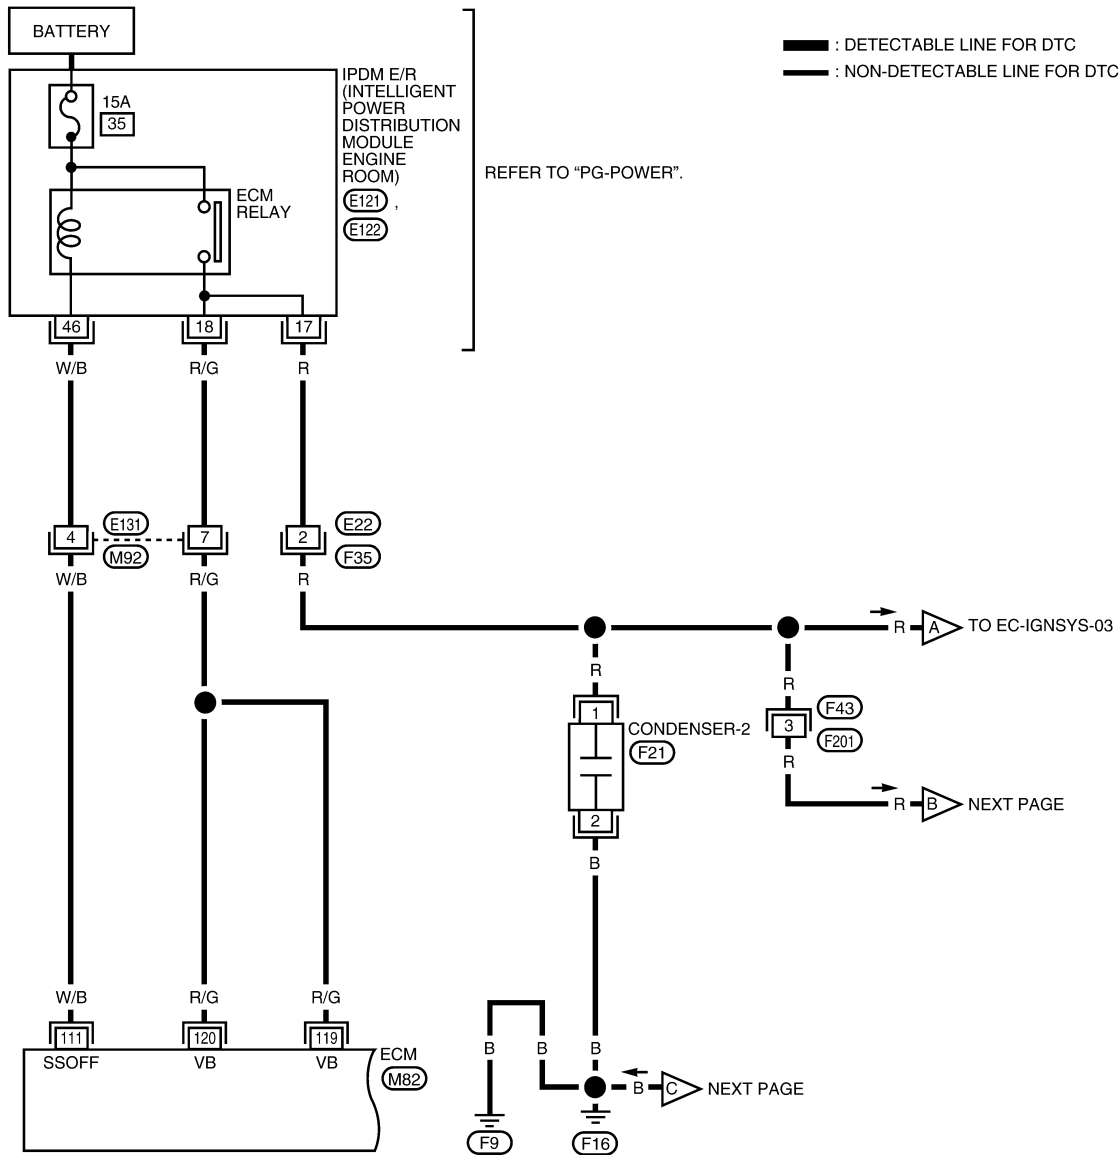 BATTERY
: DETECTABLE LINE FOR DTC
: NON-DETECTABLE LINE FOR DTC
IPDM E/R
(INTELLIGENT
POWER
DISTRIBUTION
MODULE
ENGINE
ROOM)
E121 ,
E122
15A
35
REFER TO “PG-POWER”.
ECM
RELAY
46 18 17
W/B R/G R
4 E131 M92 7 2 E22 F35
W/B R/G R
R A TO EC-IGNSYS-03
R R
1 CONDENSER-2 F21
3 F43 F201
R
R B NEXT PAGE
2
B
W/B R/G R/G
111 120 119
SSOFF VB VB
ECM
M82
B B B
B C NEXT PAGE
F9 F16